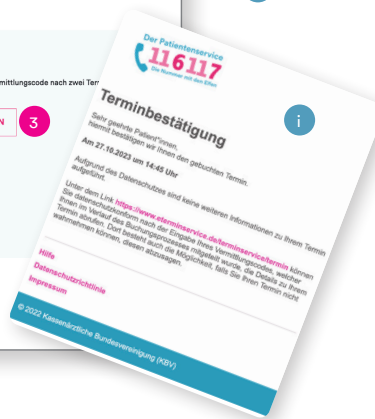 mittlungscode nach zwei Ter
N
3
i
Der Patientenservice
116117
Die Nummer mit den Elfen
Terminbestätigung
Sehr geehrte Patient*innen,
hiermit bestätigen wir Ihnen den gebuchten Termin.
Am 27.10.2023 um 14:45 Uhr
Aufgrund des Datenschutzes sind keine weiteren Informationen zu Ihrem Termin
aufgeführt.
Unter dem Link https://www.eterminservice.de/terminservice/termin können
Sie datenschutzkonform nach der Eingabe Ihres Vermittlungscodes, welcher
Ihnen im Verlauf des Buchungsprozesses mitgeteilt wurde, die Details zu Ihrem
Termin abrufen. Dort besteht auch die Möglichkeit, falls Sie Ihren Termin nicht
wahrnehmen können, diesen abzusagen.
Hilfe
Datenschutzrichtlinie
Impressum
© 2022 Kassenärztliche Bundesvereinigung (KBV)